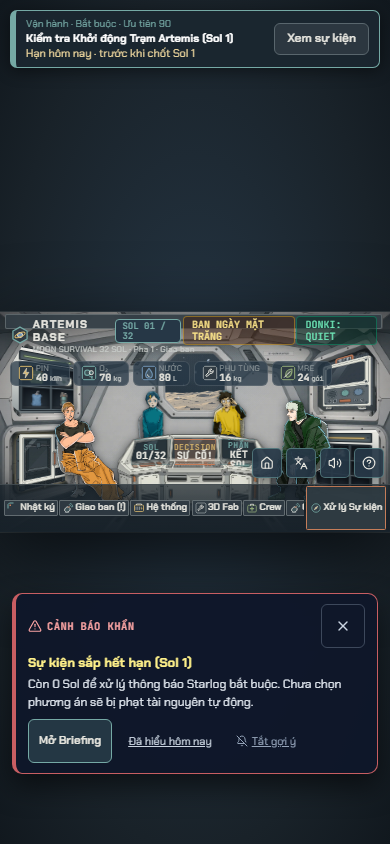 Vận hành · Bắt buộc · Ưu tiên 90
Kiểm tra Khởi động Trạm Artemis (Sol 1)
Hạn hôm nay · trước khi chốt Sol 1
Xem sự kiện
ARTEMIS BASE
SOL 01 / 32
BAN NGÀY MẶT TRĂNG
DONKI: QUIET
MOON SURVIVAL 32 SOL · Pha 1 · Giới hạn
PIN
40 kWh
O₂
70 kg
NƯỚC
80 L
PHỤ TÙNG
16 kg
MRE
24 gói
SOL
01/32
DECISION
SỰ CỐ!
PHÂN
KẾT
SOL
Nhật ký
Giao ban (!)
Hệ thống
3D Fab
Crew
Xử lý Sự kiện
CẢNH BÁO KHẨN
Sự kiện sắp hết hạn (Sol 1)
Còn 0 Sol để xử lý thông báo Starlog bắt buộc. Chưa chọn
phương án sẽ bị phạt tài nguyên tự động.
Mở Briefing
Đã hiểu hôm nay
Tắt gợi ý